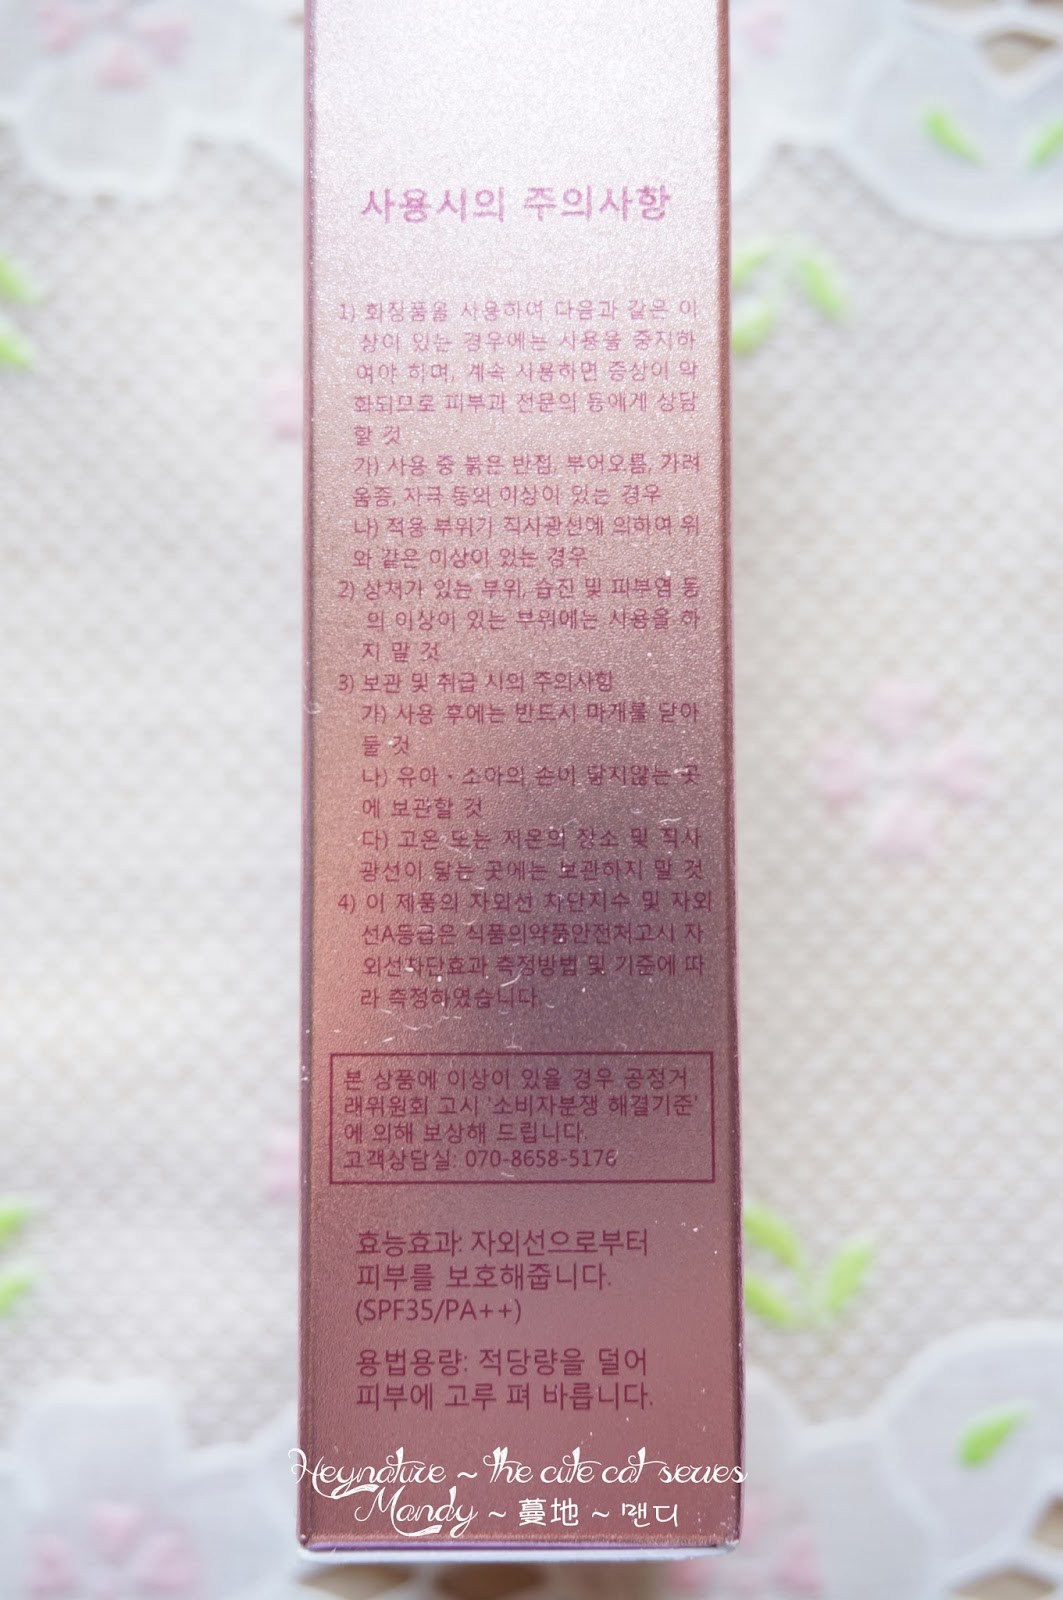 사용시의 주의사항
1) 화장품을 사용하여 다음과 같은 이
상이 있는 경우에는 사용을 중지하
여야 하며, 계속 사용하면 증상이 악
화되므로 피부과 전문의 등에게 상담
할 것
가) 사용 중 붉은 반점, 부어오름, 가려
움증, 자극 등의 이상이 있는 경우
나) 적용 부위가 직사광선에 의하여 위
와 같은 이상이 있는 경우
2) 상처가 있는 부위, 습진 및 피부염 등
의 이상이 있는 부위에는 사용을 하
지 말 것
3) 보관 및 취급 시의 주의사항
가) 사용 후에는 반드시 마개를 닫아
둘 것
나) 유아·소아의 손이 닿지않는 곳
에 보관할 것
다) 고온 또는 저온의 장소 및 직사
광선이 닿는 곳에는 보관하지 말 것
4) 이 제품의 자외선 차단지수 및 자외
선A등급은 식품의약품안전처고시 자
외선차단효과 측정방법 및 기준에 따
라 측정하였습니다.
본 상품에 이상이 있을 경우 공정거
래위원회 고시 '소비자분쟁 해결기준'
에 의해 보상해 드립니다.
고객상담실: 070-8658-5176
효능효과: 자외선으로부터
피부를 보호해줍니다.
(SPF35/PA++)
용법용량: 적당량을 덜어
피부에 고루 펴 바릅니다.
Heynature ~ the cute cat series
Mandy ~ 蔓地 ~ 맨디